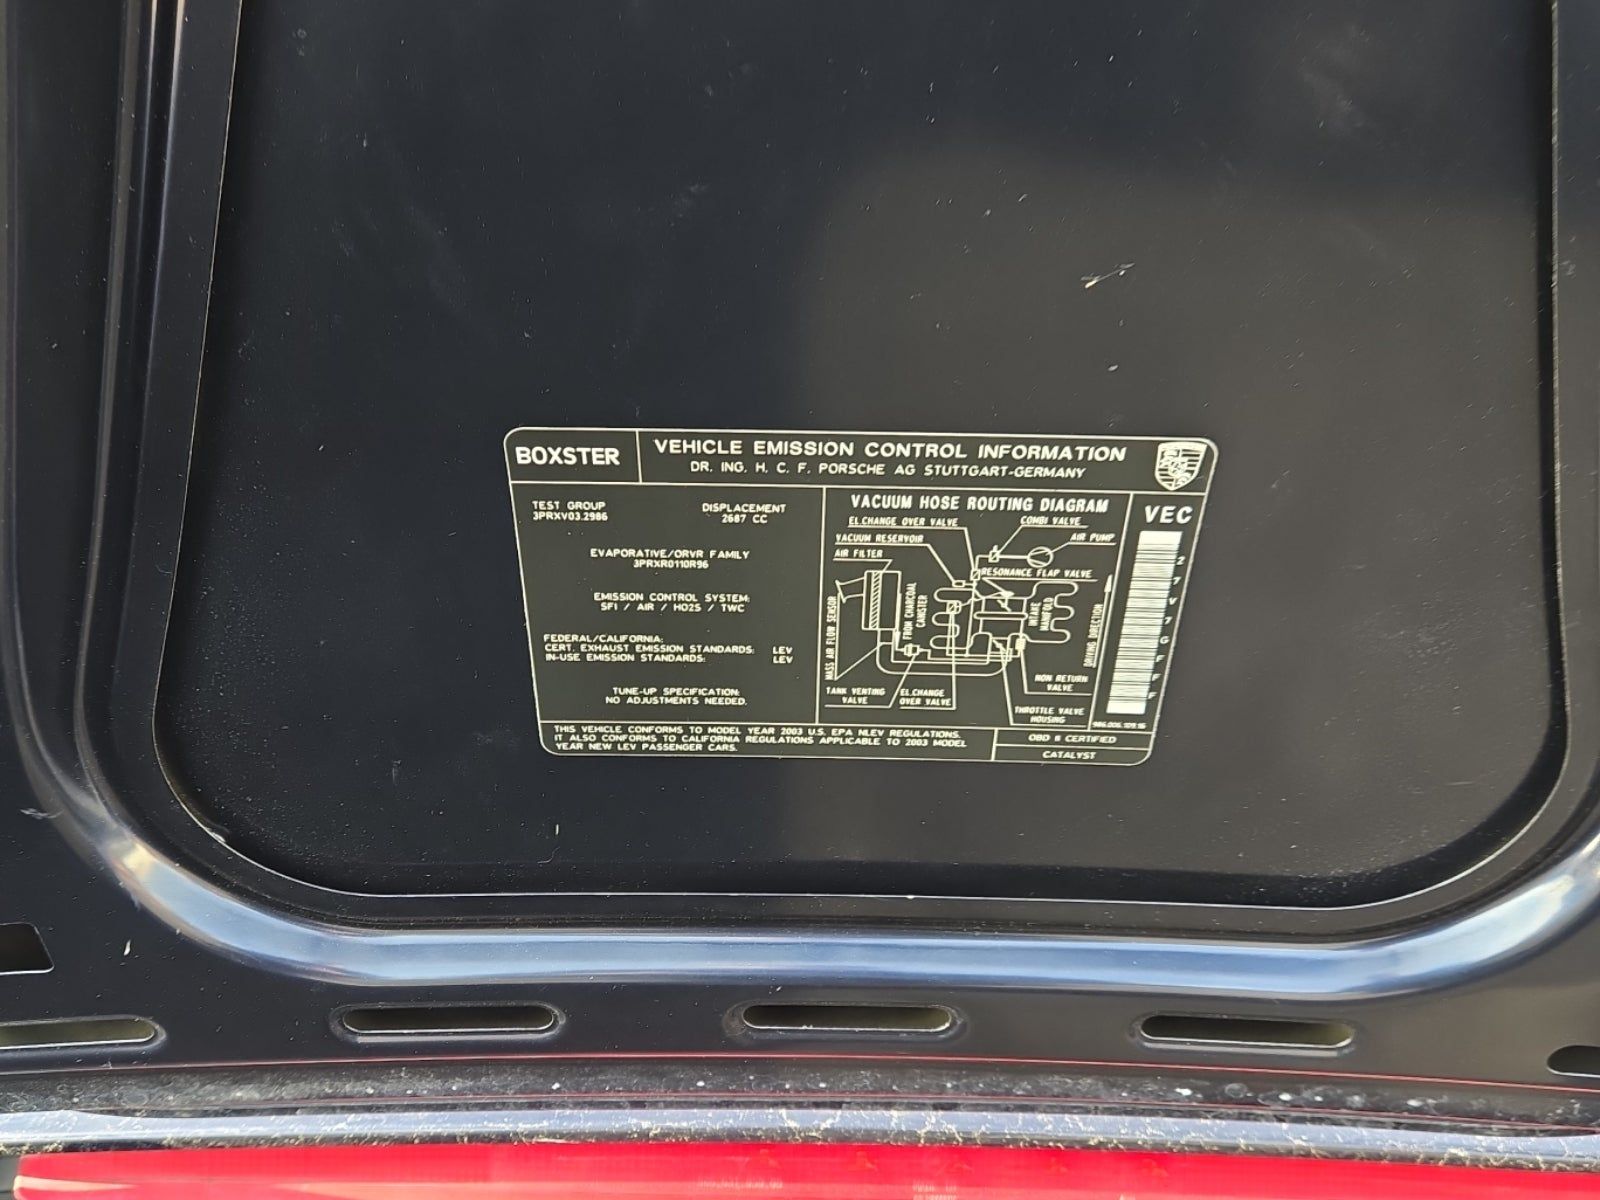 BOXSTER
VEHICLE EMISSION CONTROL INFORMATION
DR. ING. H. C. F. PORSCHE AG STUTTGART-GERMANY
TEST GROUP
3PRXV03.2986
DISPLACEMENT
2687 CC
EVAPORATIVE/ORVR FAMILY
3PRXR0110R96
EMISSION CONTROL SYSTEM:
SFI / AIR / HO2S / TWC
FEDERAL/CALIFORNIA:
CERT. EXHAUST EMISSION STANDARDS: LEV
IN-USE EMISSION STANDARDS: LEV
TUNE-UP SPECIFICATION:
NO ADJUSTMENTS NEEDED.
VACUUM HOSE ROUTING DIAGRAM
EL.CHANGE OVER VALVE
COMBI VALVE
VACUUM RESERVOIR
AIR PUMP
AIR FILTER
RESONANCE FLAP VALVE
MASS AIR FLOW SENSOR
FROM CHARCOAL
CANISTER
INTAKE
MANIFOLD
DRIVING DIRECTION
NON RETURN
VALVE
TANK VENTING
VALVE
EL.CHANGE
OVER VALVE
THROTTLE VALVE
HOUSING
VEC
986.006.109.16
THIS VEHICLE CONFORMS TO MODEL YEAR 2003 U.S. EPA NLEV REGULATIONS.
IT ALSO CONFORMS TO CALIFORNIA REGULATIONS APPLICABLE TO 2003 MODEL
YEAR NEW LEV PASSENGER CARS.
OBD II CERTIFIED
CATALYST